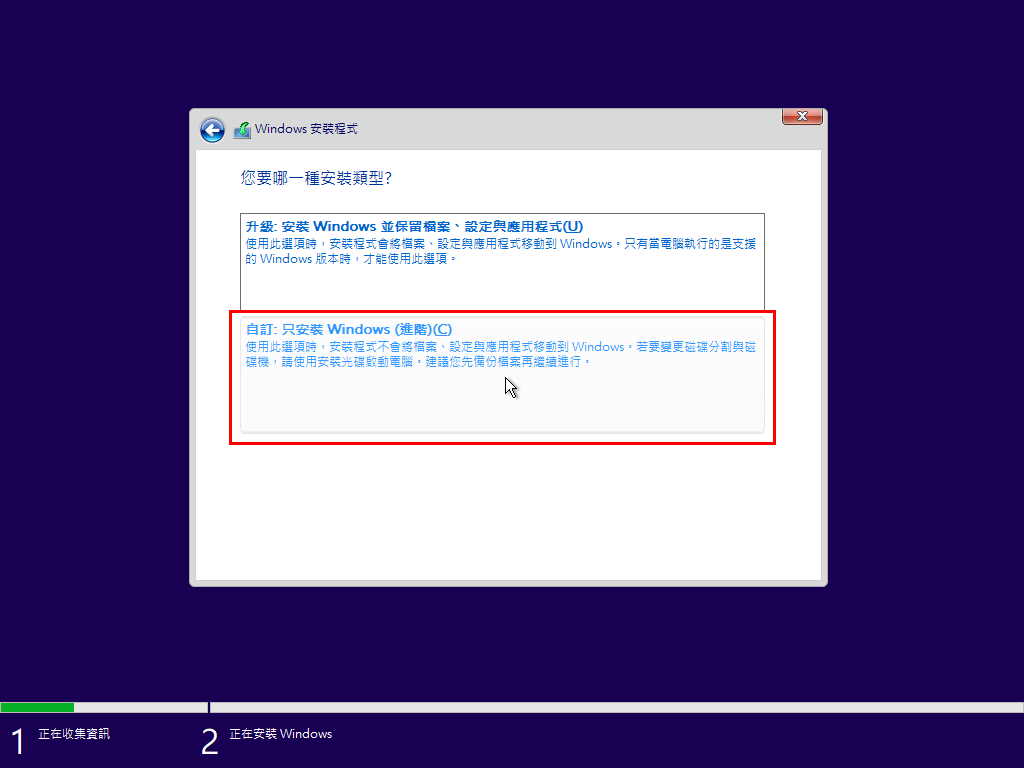 Windows 安裝程式
您要哪一種安裝類型?
升級: 安裝 Windows 並保留檔案、設定與應用程式(U)
使用此選項時，安裝程式會將檔案、設定與應用程式移動到 Windows。只有當電腦執行的是支援
的 Windows 版本時，才能使用此選項。
自訂: 只安裝 Windows (進階)(C)
使用此選項時，安裝程式不會將檔案、設定與應用程式移動到 Windows。若要變更磁碟分割與磁
碟機，請使用安裝光碟啟動電腦。建議您先備份檔案再繼續進行。
1 正在收集資訊
2 正在安裝 Windows